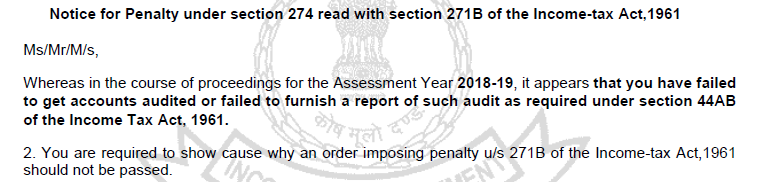 Notice for Penalty under section 274 read with section 271B of the Income-tax Act,1961
Ms/Mr/M/s,
Whereas in the course of proceedings for the Assessment Year 2018-19, it appears that you have failed
to get accounts audited or failed to furnish a report of such audit as required under section 44AB
of the Income Tax Act, 1961.
कोष मूलो दण्ड
2. You are required to show cause why an order imposing penalty u/s 271B of the Income-tax Act,1961
should not be passed.